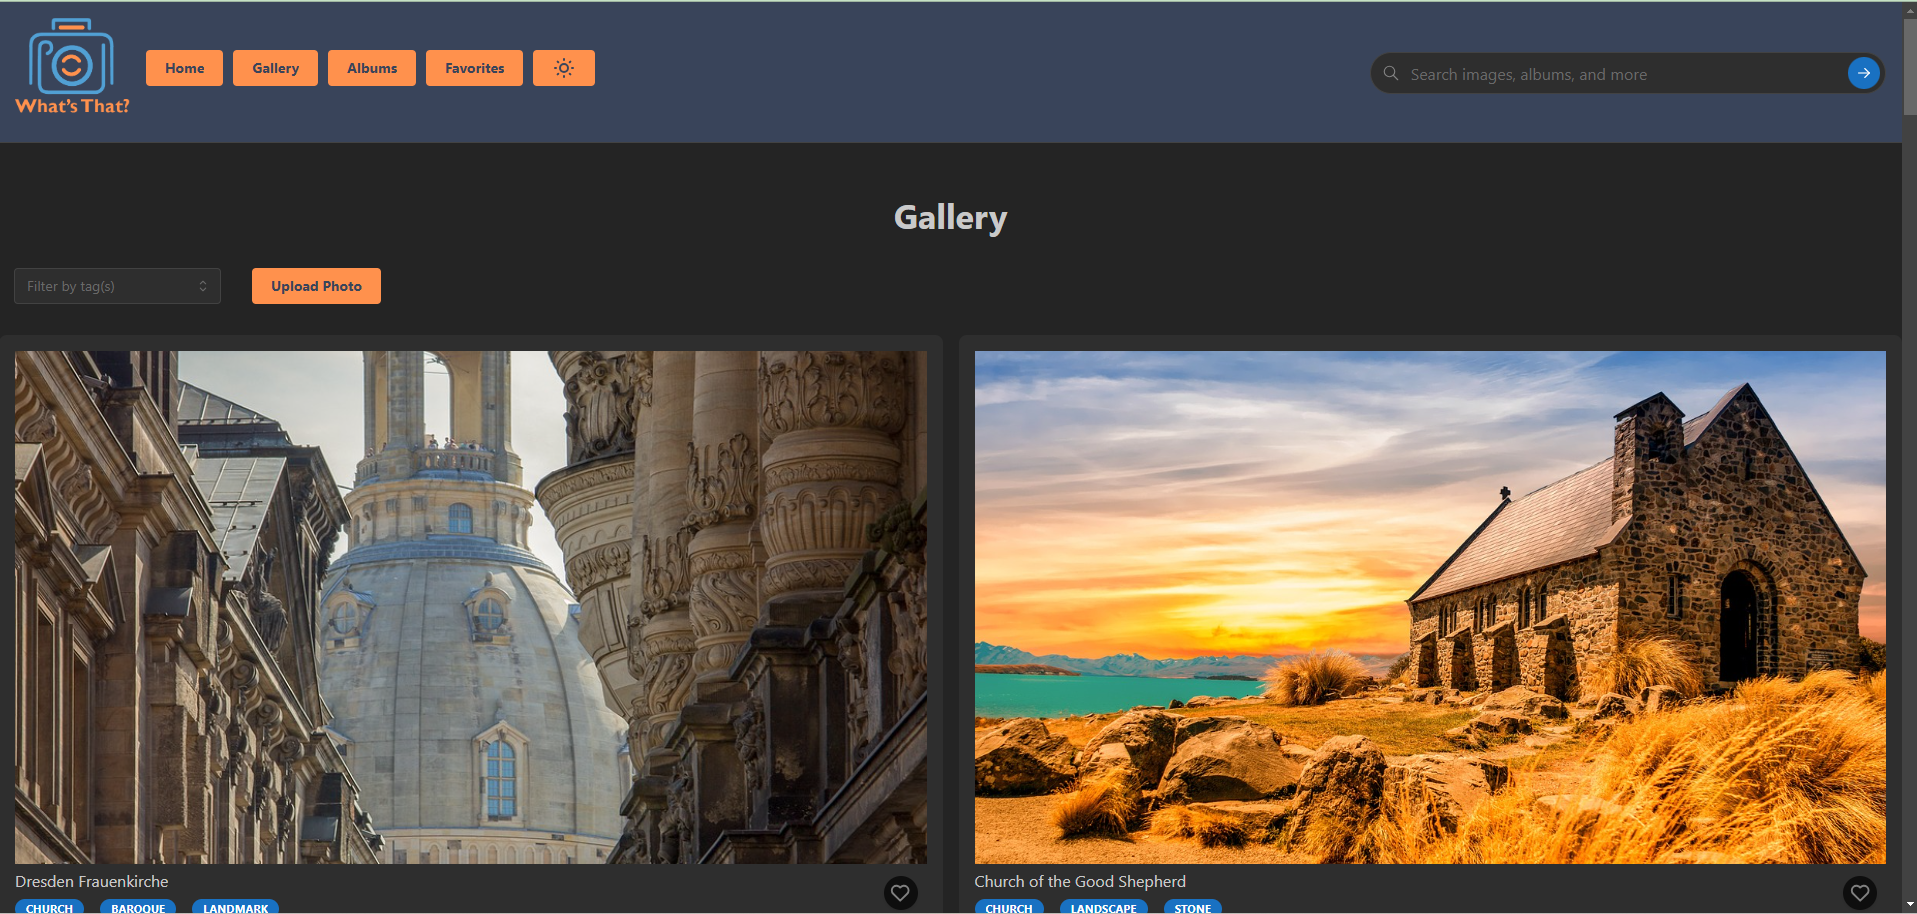 What's That?
Home Gallery Albums Favorites
Search images, albums, and more
Gallery
Filter by tag(s)
Upload Photo
Dresden Frauenkirche
CHURCH BAROQUE LANDMARK
Church of the Good Shepherd
CHURCH LANDSCAPE STONE